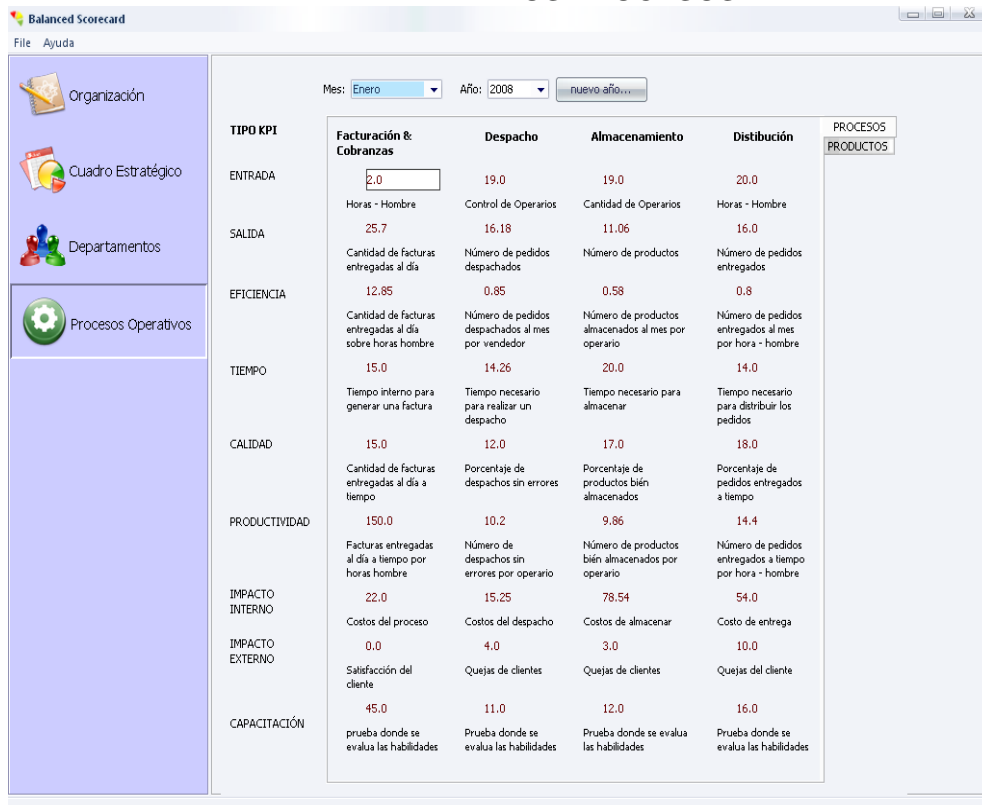 Balanced Scorecard
File Ayuda
Organización
Cuadro Estratégico
Departamentos
Procesos Operativos
Mes: Enero Año: 2008 nuevo año...
PROCESOS
PRODUCTOS
TIPO KPI Facturación & Despacho Almacenamiento Distibución
Cobranzas
ENTRADA 2.0 19.0 19.0 20.0
Horas - Hombre Control de Operarios Cantidad de Operarios Horas - Hombre
SALIDA 25.7 16.18 11.06 16.0
Cantidad de facturas Número de pedidos Número de productos Número de pedidos
entregadas al día despachados entregados
EFICIENCIA 12.85 0.85 0.58 0.8
Cantidad de facturas Número de pedidos Número de productos Número de pedidos
entregadas al día despachados al mes almacenados al mes por entregados al mes
sobre horas hombre por vendedor operario por hora - hombre
TIEMPO 15.0 14.26 20.0 14.0
Tiempo interno para Tiempo necesario Tiempo necesario para Tiempo necesario
generar una factura para realizar un almacenar para distribuir los
despacho pedidos
CALIDAD 15.0 12.0 17.0 18.0
Cantidad de facturas Porcentaje de Porcentaje de Porcentaje de
entregadas al día a despachos sin errores productos bién pedidos entregados
tiempo almacenados a tiempo
PRODUCTIVIDAD 150.0 10.2 9.86 14.4
Facturas entregadas Número de Número de productos Número de pedidos
al día a tiempo por despachos sin bién almacenados por entregados a tiempo
horas hombre errores por operario operario por hora - hombre
IMPACTO 22.0 15.25 78.54 54.0
INTERNO
Costos del proceso Costos del despacho Costos de almacenar Costo de entrega
IMPACTO 0.0 4.0 3.0 10.0
EXTERNO
Satisfacción del Quejas de clientes Quejas de clientes Quejas del cliente
cliente
CAPACITACIÓN 45.0 11.0 12.0 16.0
prueba donde se Prueba donde se Prueba donde se evalua Prueba donde se
evalua las habilidades evalua las habilidades las habilidades evalua las habilidades